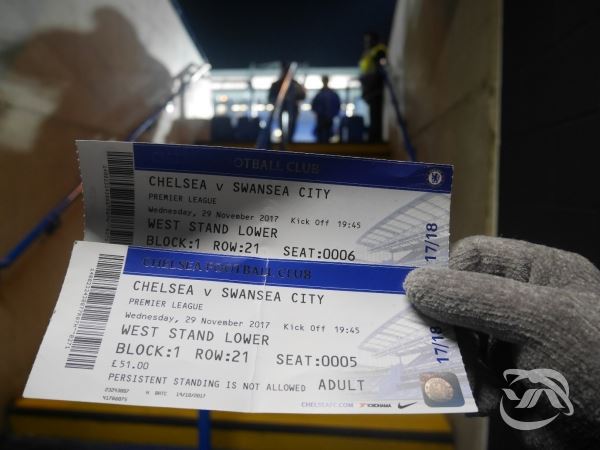 FOOTBALL CLUB
CHELSEA V SWANSEA CITY
PREMIER LEAGUE
Wednesday, 29 November 2017 Kick Off 19:45
WEST STAND LOWER
BLOCK:1 ROW:21 SEAT:0006
17/18
CHELSEA FOOTBALL CLUB
CHELSEA V SWANSEA CITY
PREMIER LEAGUE
Wednesday, 29 November 2017 Kick Off 19:45
WEST STAND LOWER
BLOCK:1 ROW:21 SEAT:0005
£51.00
PERSISTENT STANDING IS NOT ALLOWED ADULT
17/18
CHELSEAFC.COM YOKOHAMA